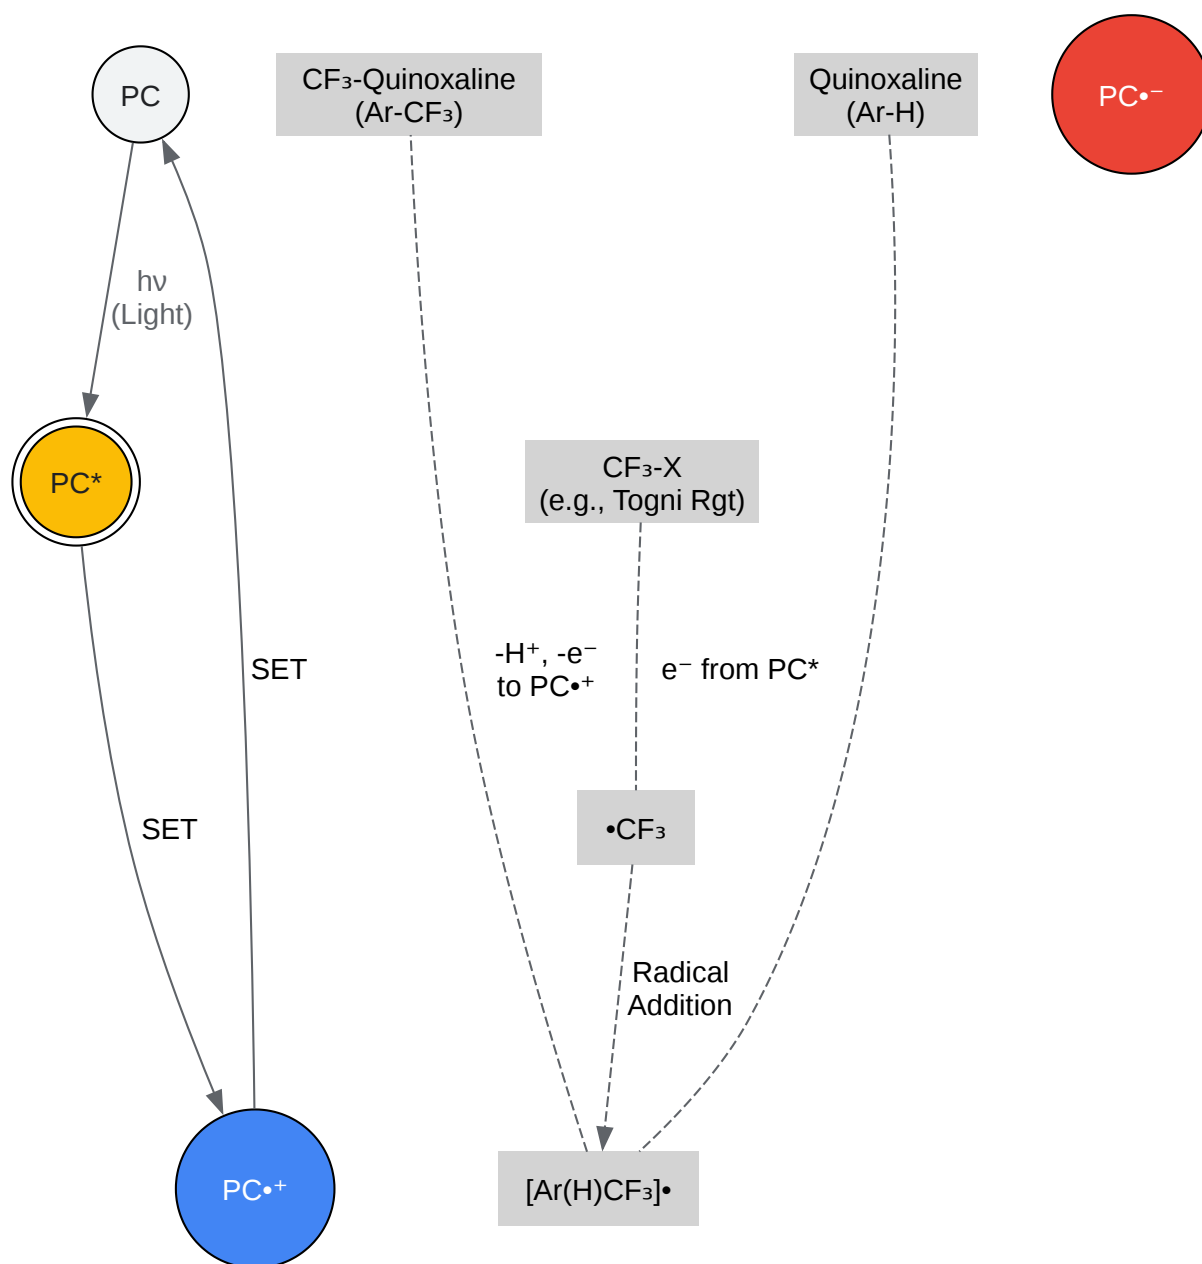 PC
CF₃-Quinoxaline
(Ar-CF₃)
Quinoxaline
(Ar-H)
PC•⁻
hν
(Light)
PC*
CF₃-X
(e.g., Togni Rgt)
SET
-H⁺, -e⁻
to PC•⁺
e⁻ from PC*
SET
•CF₃
Radical
Addition
PC•⁺
[Ar(H)CF₃]•